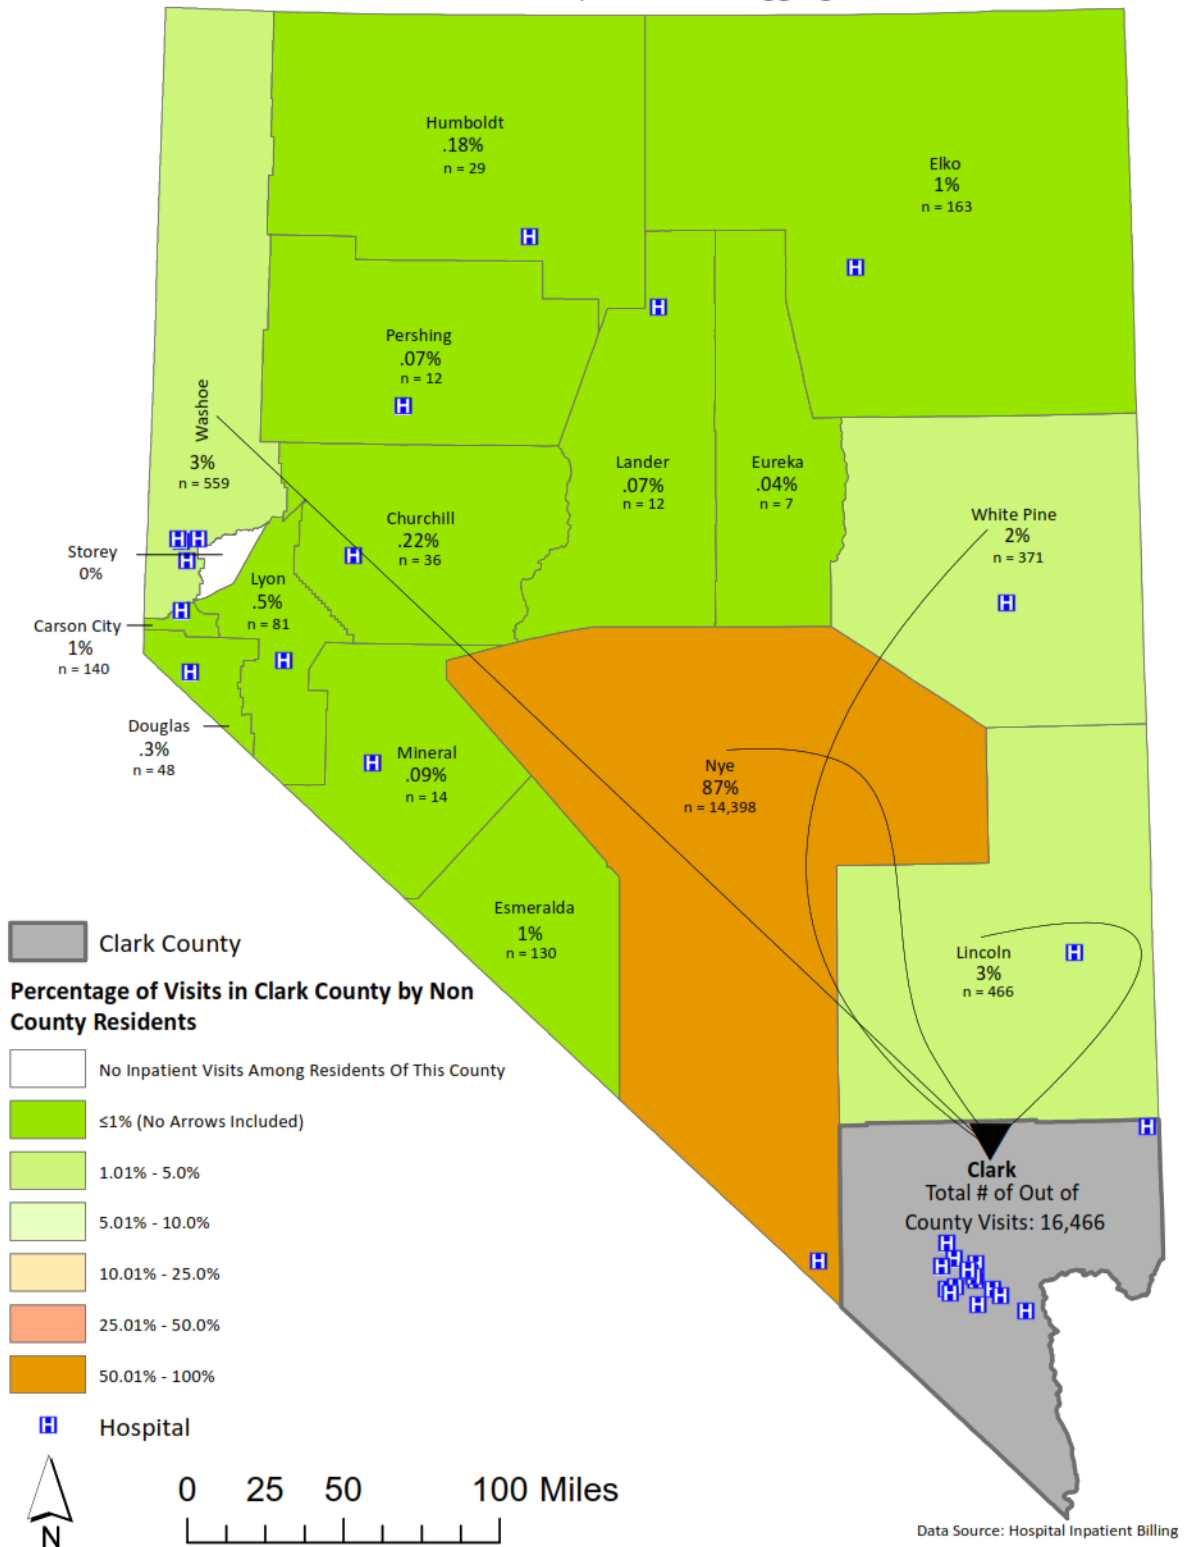 Humboldt
.18%
n = 29
Elko
1%
n = 163
H
H
H
Pershing
.07%
n = 12
H
Washoe
3%
n = 559
Lander
.07%
n = 12
Eureka
.04%
n = 7
White Pine
2%
n = 371
H
Churchill
.22%
n = 36
H
H H
H
Storey
0%
Lyon
.5%
n = 81
H
H
Carson City
1%
n = 140
H
Douglas
.3%
n = 48
Mineral
.09%
n = 14
H
Nye
87%
n = 14,398
Esmeralda
1%
n = 130
Lincoln
3%
n = 466
H
H
Clark
Total # of Out of
County Visits: 16,466
H
H
H H
H
H
H H
H
H
H
H
Clark County
Percentage of Visits in Clark County by Non
County Residents
No Inpatient Visits Among Residents Of This County
≤1% (No Arrows Included)
1.01% - 5.0%
5.01% - 10.0%
10.01% - 25.0%
25.01% - 50.0%
50.01% - 100%
H Hospital
N
0 25 50 100 Miles
Data Source: Hospital Inpatient Billing